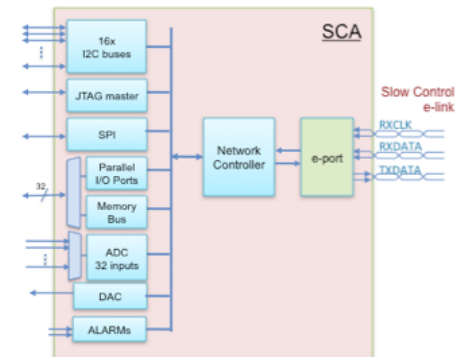 SCA
16x
I2C buses
JTAG master
SPI
Parallel
I/O Ports
32
Memory
Bus
ADC
32 inputs
DAC
ALARMs
Network
Controller
e-port
Slow Control
e-link
RXCLK
RXDATA
TXDATA